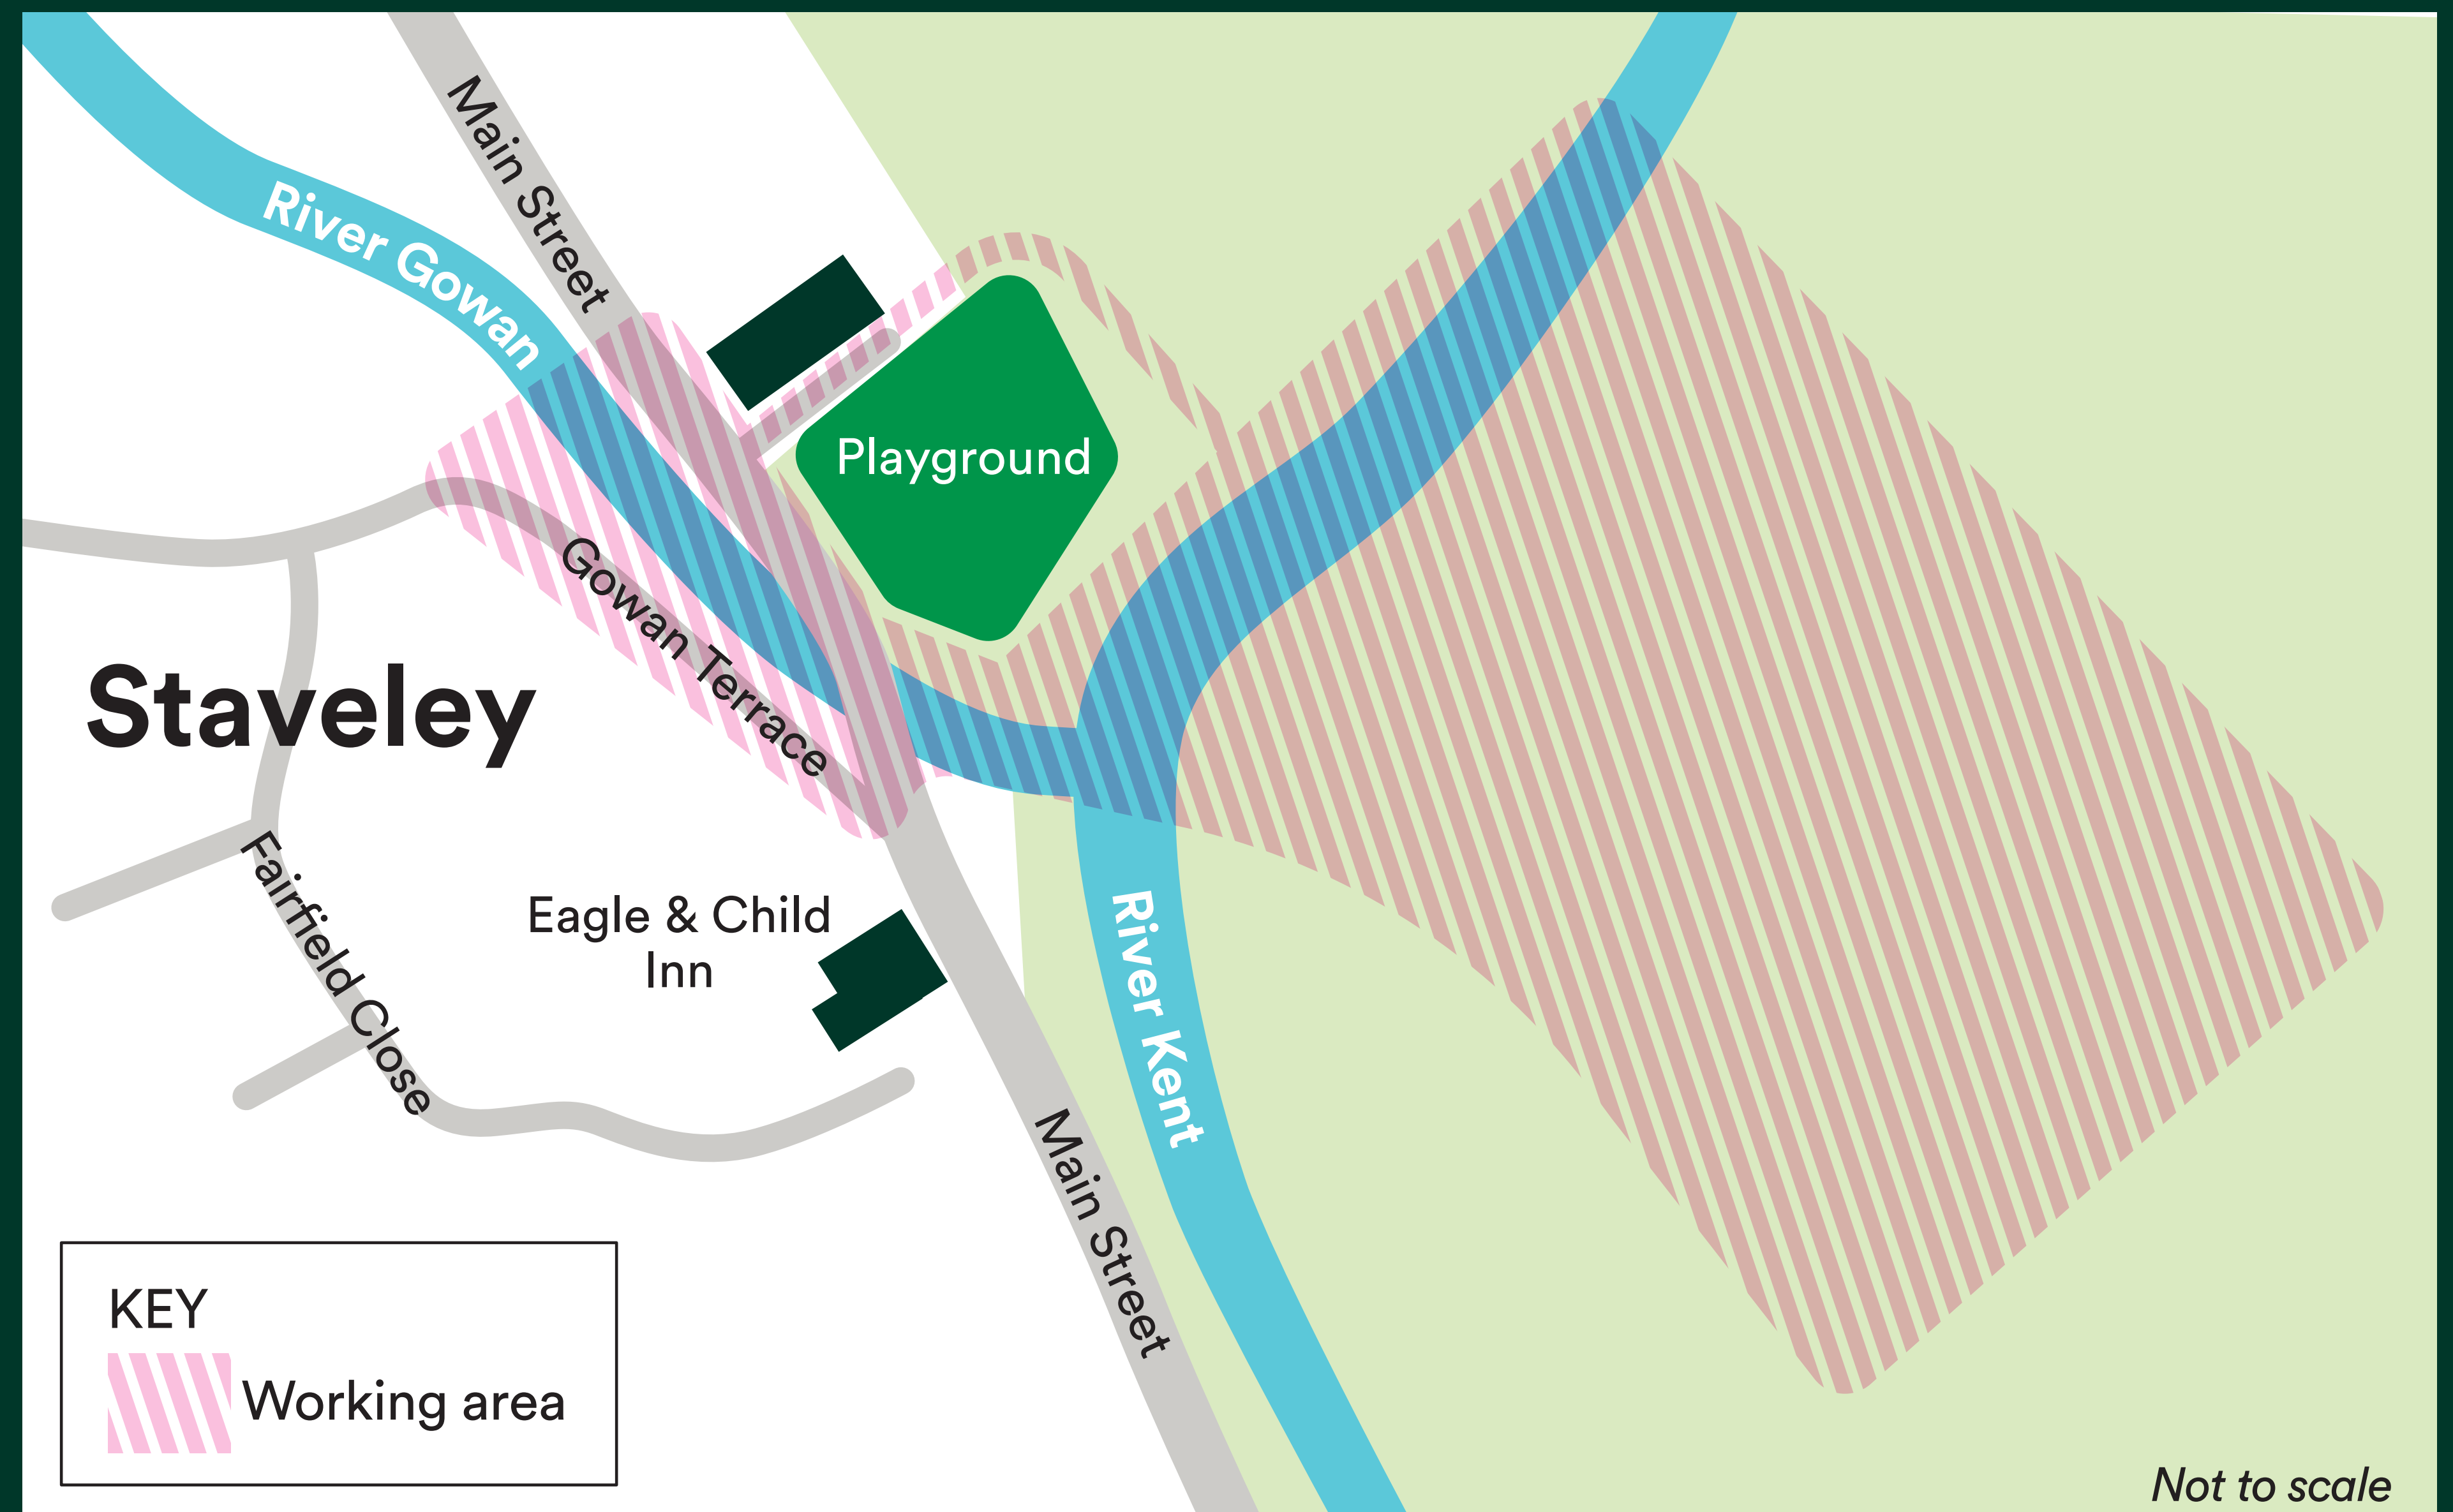 Main Street
River Gowan
Playground
Gowan Terrace
Staveley
Fairfield Close
Eagle & Child
Inn
River Kent
Main Street
KEY
Working area
Not to scale